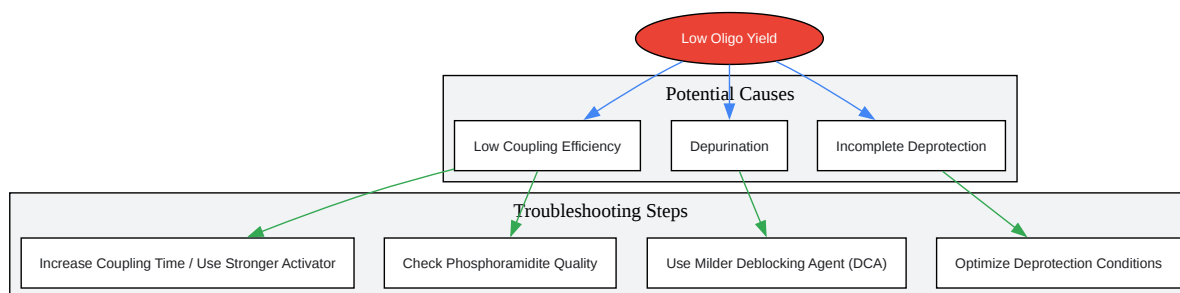 Low Oligo Yield
Potential Causes
Low Coupling Efficiency
Depurination
Incomplete Deprotection
Troubleshooting Steps
Increase Coupling Time / Use Stronger Activator
Check Phosphoramidite Quality
Use Milder Deblocking Agent (DCA)
Optimize Deprotection Conditions